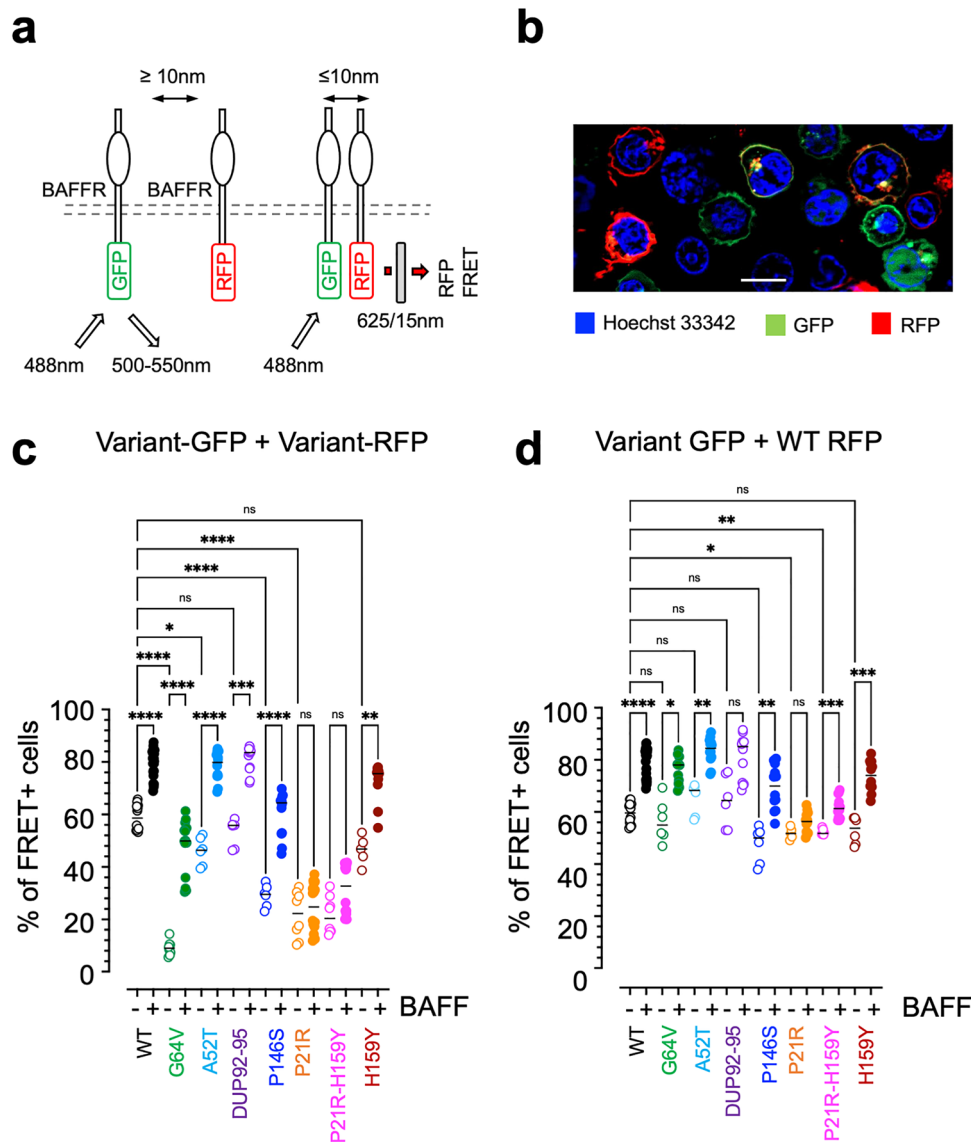 a
≥ 10nm
≤10nm
BAFFR
BAFFR
GFP
RFP
GFP
RFP
RFP
FRET
625/15nm
488nm
500-550nm
488nm
b
Hoechst 33342
GFP
RFP
c
Variant-GFP + Variant-RFP
ns
****
****
ns
*
****
****
***
****
****
****
ns
ns
**
% of FRET+ cells
100
80
60
40
20
0
- + - + - + - + - + - + - + - +
BAFF
WT
G64V
A52T
DUP92-95
P146S
P21R
P21R-H159Y
H159Y
d
Variant GFP + WT RFP
ns
**
*
ns
ns
ns
ns
***
****
*
**
ns
**
ns
***
% of FRET+ cells
100
80
60
40
20
0
- + - + - + - + - + - + - + - +
BAFF
WT
G64V
A52T
DUP92-95
P146S
P21R
P21R-H159Y
H159Y